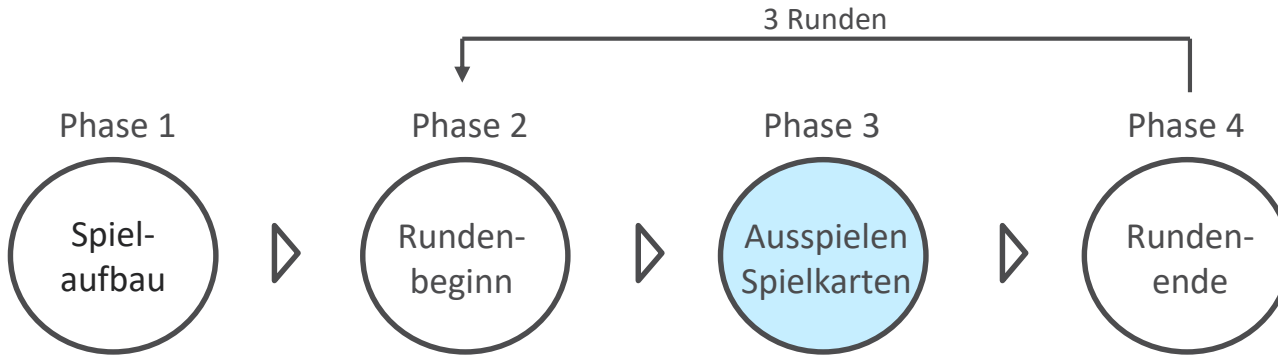 3 Runden
Phase 1
Phase 2
Phase 3
Phase 4
Spiel-
aufbau
Runden-
beginn
Ausspielen
Spielkarten
Runden-
ende